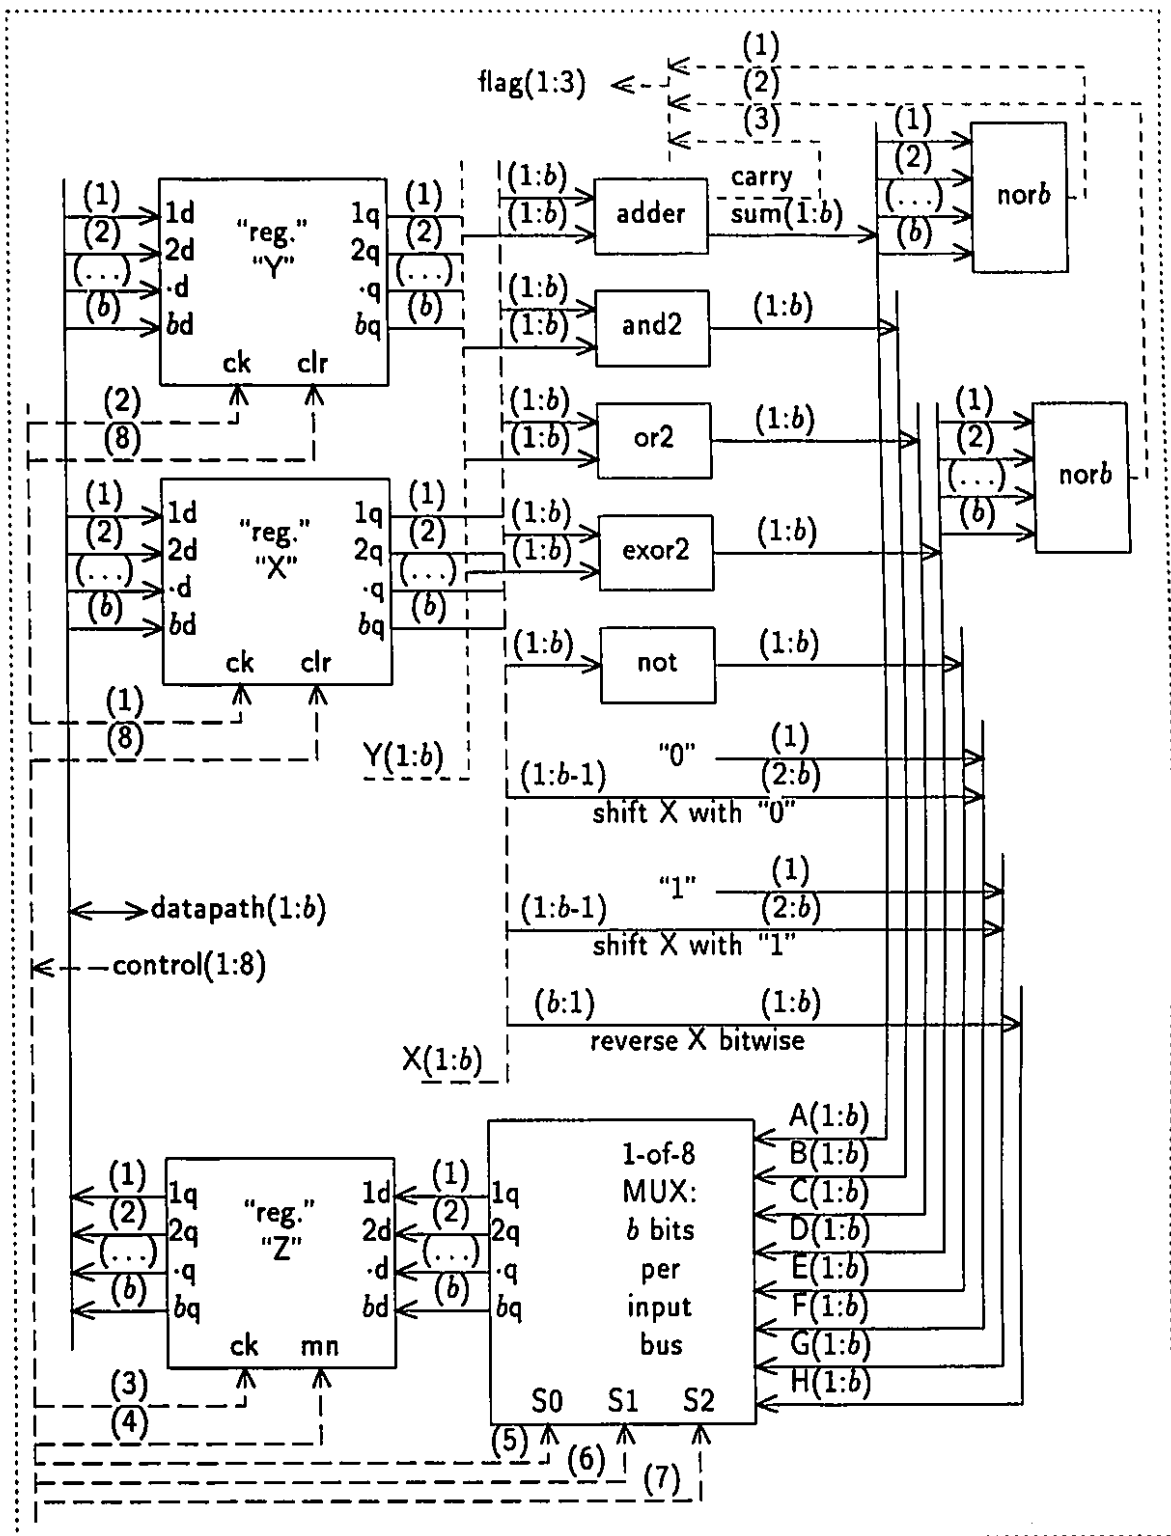 (1)
flag(1:3)
(2)
(3)
(1)
(2)
(...)
(b)
norb
(1)
(2)
(...)
(b)
1d
2d
·d
bd
"reg."
"Y"
1q
2q
·q
bq
ck clr
(1)
(2)
(...)
(b)
(1:b)
(1:b)
adder
carry
sum(1:b)
(1:b)
(1:b)
and2
(1:b)
(2)
(8)
(1:b)
(1:b)
or2
(1:b)
(1)
(2)
(...)
(b)
norb
(1)
(2)
(...)
(b)
1d
2d
·d
bd
"reg."
"X"
1q
2q
·q
bq
ck clr
(1)
(2)
(...)
(b)
(1:b)
(1:b)
exor2
(1:b)
(1:b)
not
(1:b)
(1)
(8)
Y(1:b)
"0"
(1)
(1:b-1)
(2:b)
shift X with "0"
"1"
(1)
(1:b-1)
(2:b)
shift X with "1"
datapath(1:b)
control(1:8)
(b:1)
(1:b)
reverse X bitwise
X(1:b)
(1)
(2)
(...)
(b)
1q
2q
·q
bq
"reg."
"Z"
1d
2d
·d
bd
ck mn
(1)
(2)
(...)
(b)
1q
2q
·q
bq
1-of-8
MUX:
b bits
per
input
bus
S0 S1 S2
A(1:b)
B(1:b)
C(1:b)
D(1:b)
E(1:b)
F(1:b)
G(1:b)
H(1:b)
(3)
(4)
(5)
(6)
(7)